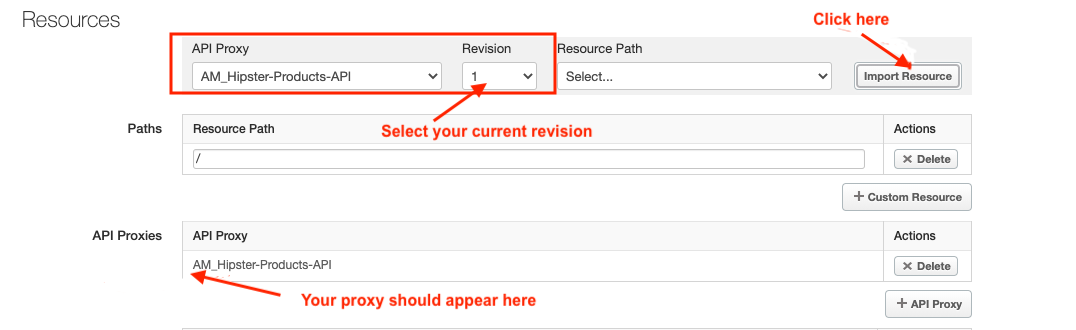 Resources
Click here
API Proxy Revision Resource Path
AM_Hipster-Products-API 1 Select... Import Resource
Select your current revision
Paths Resource Path Actions
/ × Delete
+ Custom Resource
API Proxies API Proxy Actions
AM_Hipster-Products-API × Delete
Your proxy should appear here
+ API Proxy